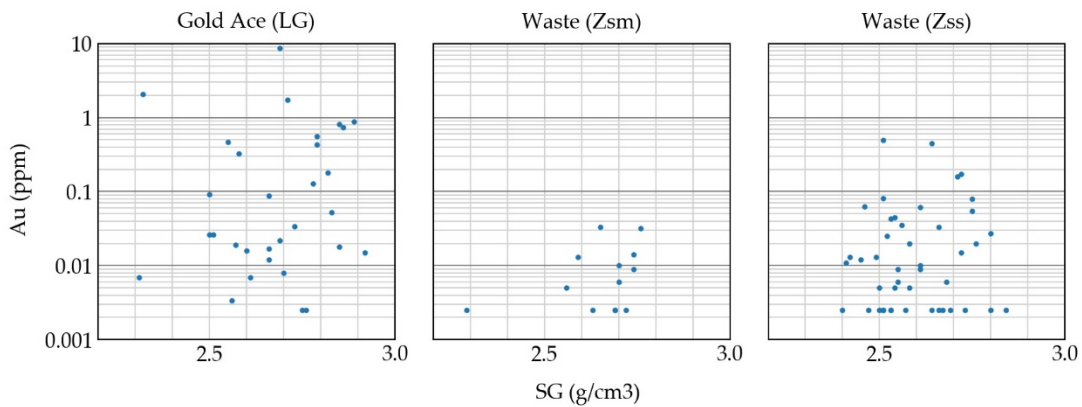 Gold Ace (LG) Waste (Zsm) Waste (Zss)
10
1
0.1
0.01
0.001
Au (ppm)
2.5 3.0 2.5 3.0 2.5 3.0
SG (g/cm3)